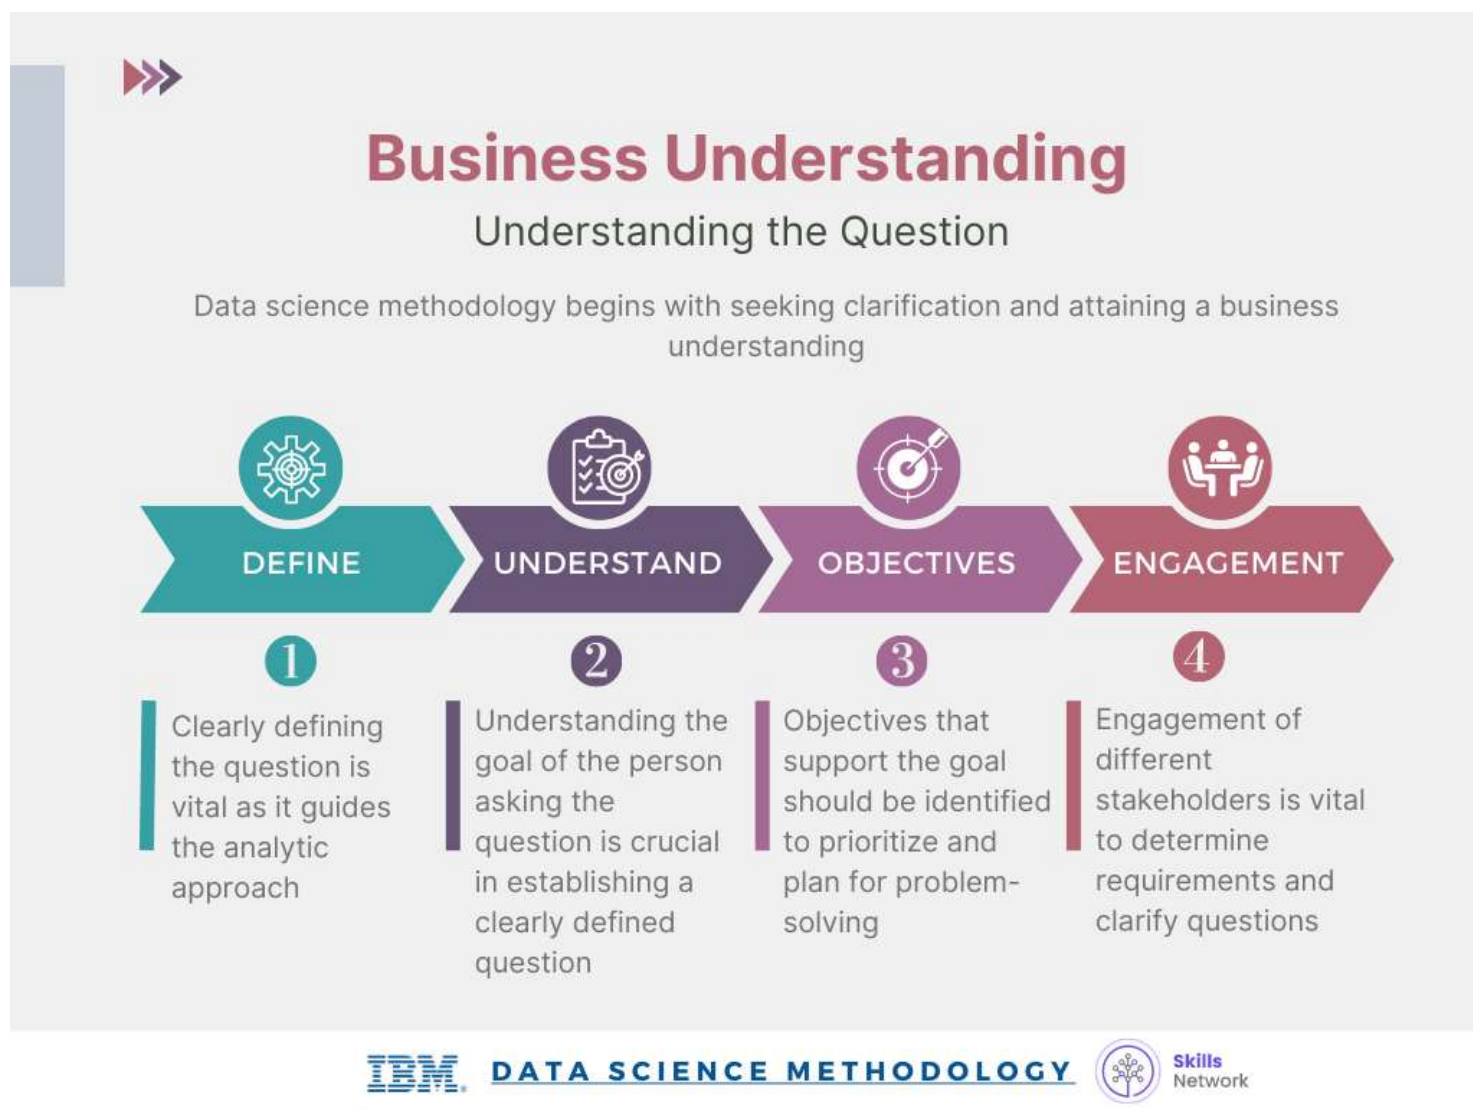 Business Understanding
Understanding the Question
Data science methodology begins with seeking clarification and attaining a business
understanding
DEFINE
UNDERSTAND
OBJECTIVES
ENGAGEMENT
1
Clearly defining
the question is
vital as it guides
the analytic
approach
2
Understanding the
goal of the person
asking the
question is crucial
in establishing a
clearly defined
question
3
Objectives that
support the goal
should be identified
to prioritize and
plan for problem-
solving
4
Engagement of
different
stakeholders is vital
to determine
requirements and
clarify questions
IBM.
DATA SCIENCE METHODOLOGY
Skills
Network